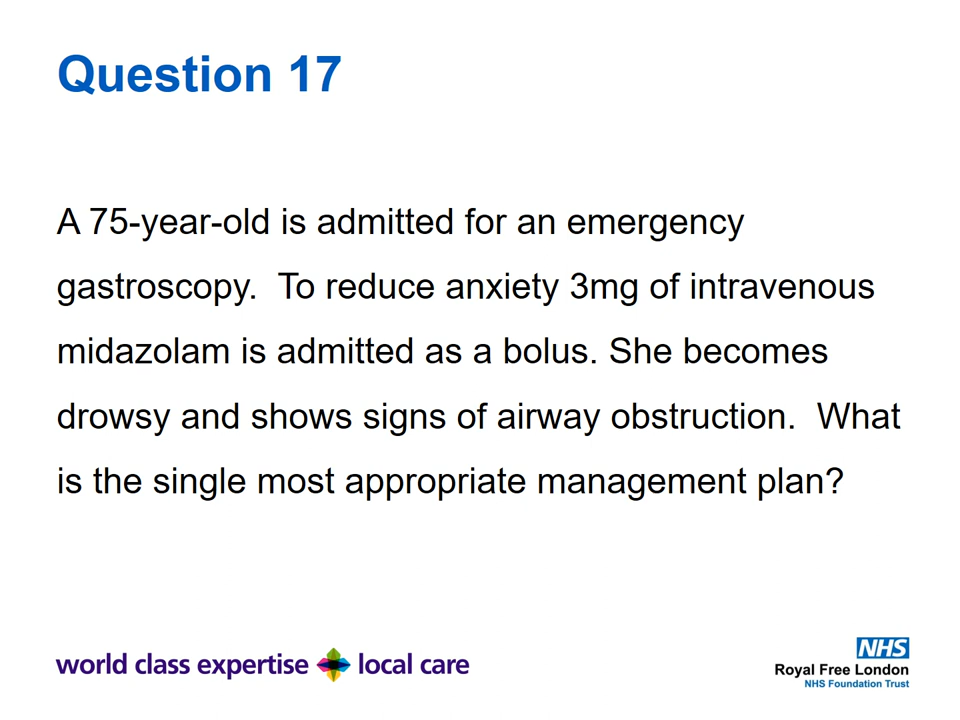 Question 17
A 75-year-old is admitted for an emergency
gastroscopy.  To reduce anxiety 3mg of intravenous
midazolam is admitted as a bolus. She becomes
drowsy and shows signs of airway obstruction.  What
is the single most appropriate management plan?
world class expertise local care
NHS
Royal Free London
NHS Foundation Trust